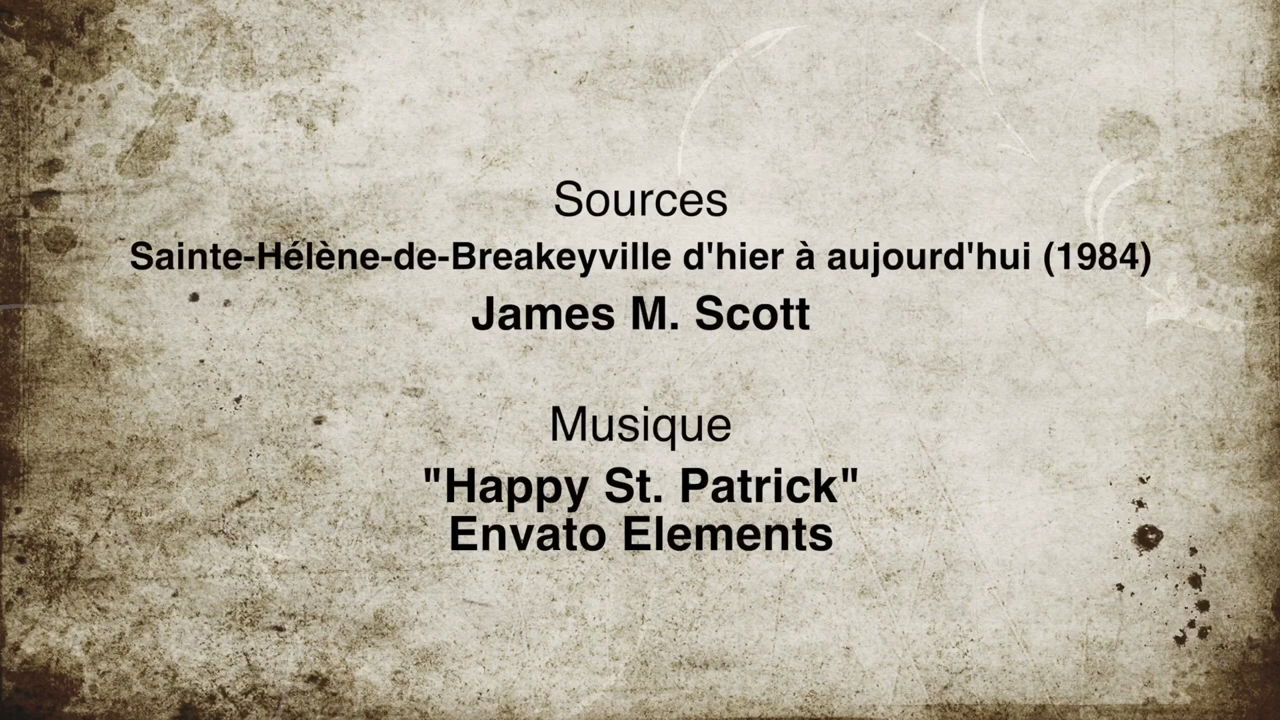 Sources
Sainte-Hélène-de-Breakeyville d'hier à aujourd'hui (1984)
James M. Scott
Musique
"Happy St. Patrick"
Envato Elements